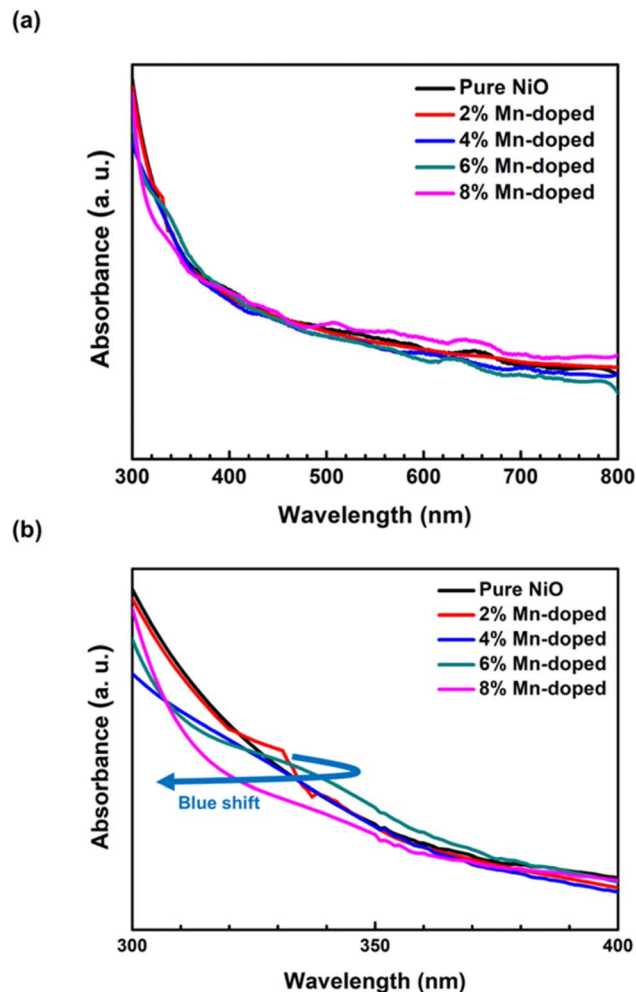 (a)
Pure NiO
2% Mn-doped
4% Mn-doped
6% Mn-doped
8% Mn-doped
Absorbance (a. u.)
300 400 500 600 700 800
Wavelength (nm)
(b)
Pure NiO
2% Mn-doped
4% Mn-doped
6% Mn-doped
8% Mn-doped
Absorbance (a. u.)
Blue shift
300 350 400
Wavelength (nm)